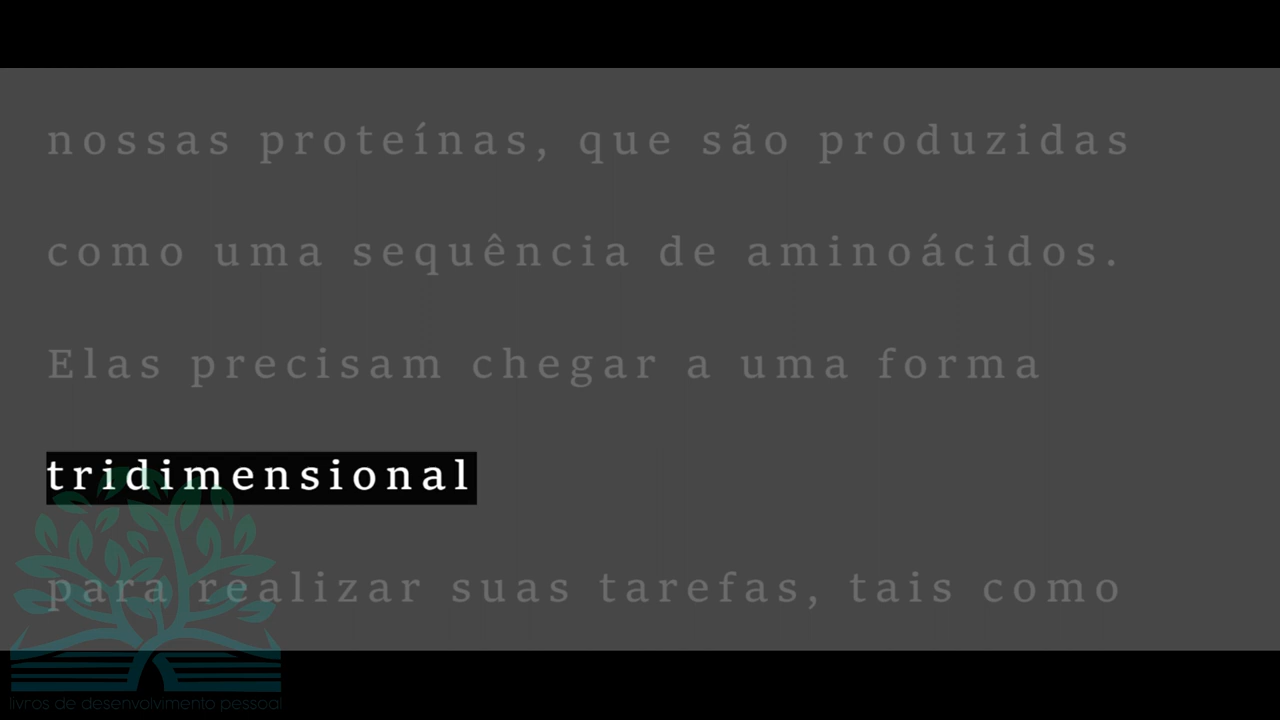 nossas proteínas, que são produzidas
como uma sequência de aminoácidos.
Elas precisam chegar a uma forma
tridimensional
para realizar suas tarefas, tais como
livros de desenvolvimento pessoal